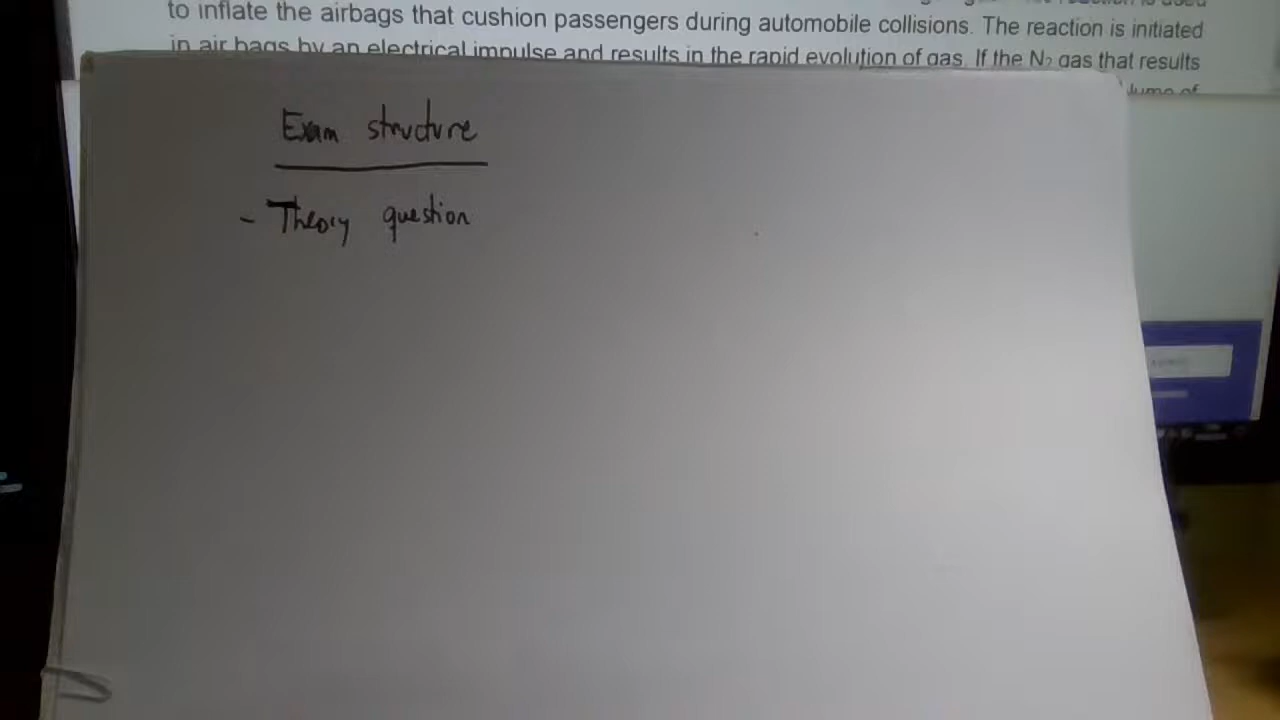 to inflate the airbags that cushion passengers during automobile collisions. The reaction is initiated
in air bags by an electrical impulse and results in the rapid evolution of gas. If the N₂ gas that results
lume of
Exam structure
- Theory question